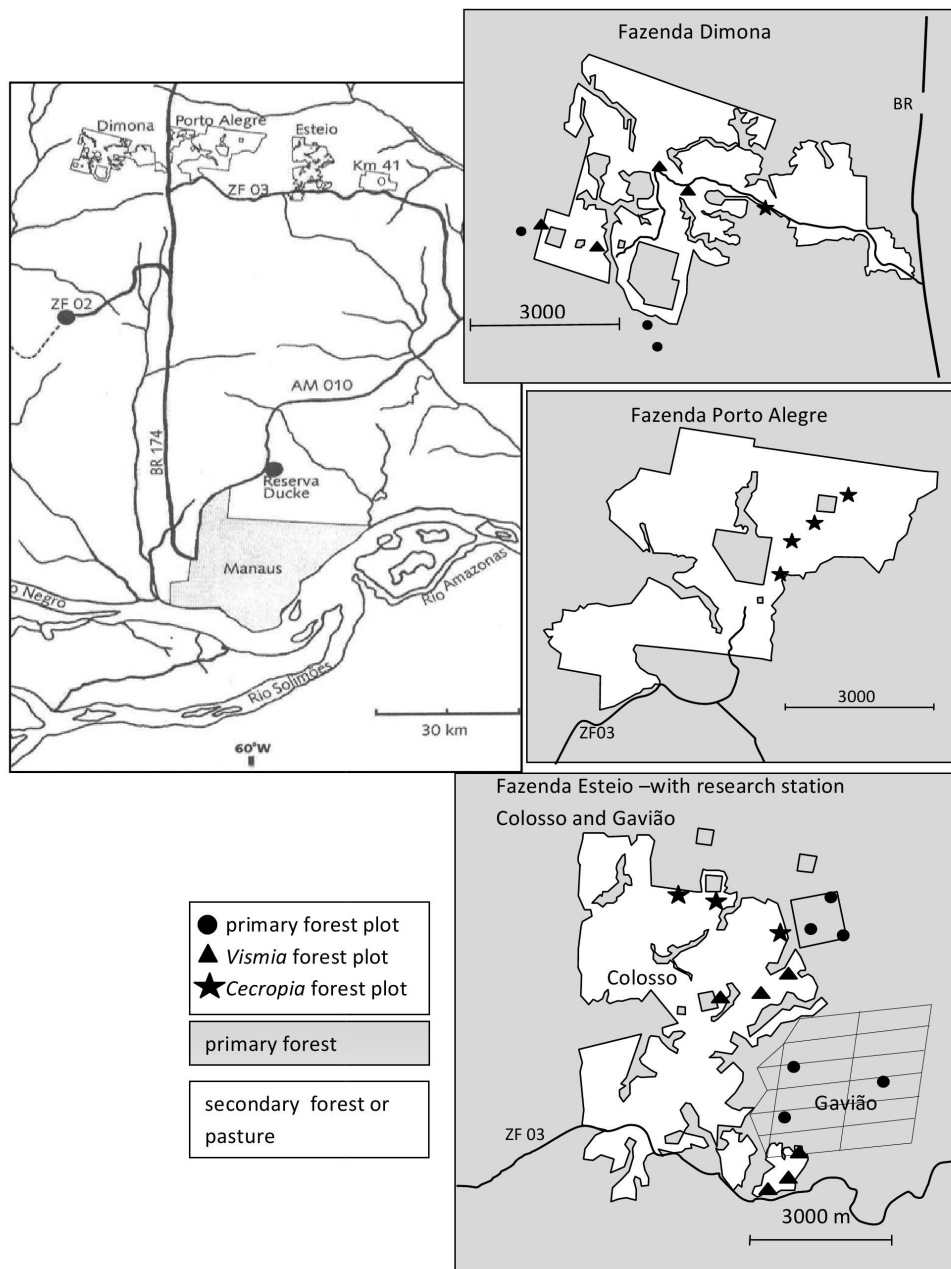 Dimona
Porto Alegre
Esteio
Km 41
ZF 03
ZF 02
AM 010
BR 174
Reserva
Ducke
Manaus
o Negro
Rio Amazonas
Rio Solimões
30 km
60°W
Fazenda Dimona
BR
3000
Fazenda Porto Alegre
3000
ZF03
Fazenda Esteio –with research station
Colosso and Gavião
Colosso
Gavião
ZF 03
3000 m
primary forest plot
Vismia forest plot
Cecropia forest plot
primary forest
secondary forest or
pasture